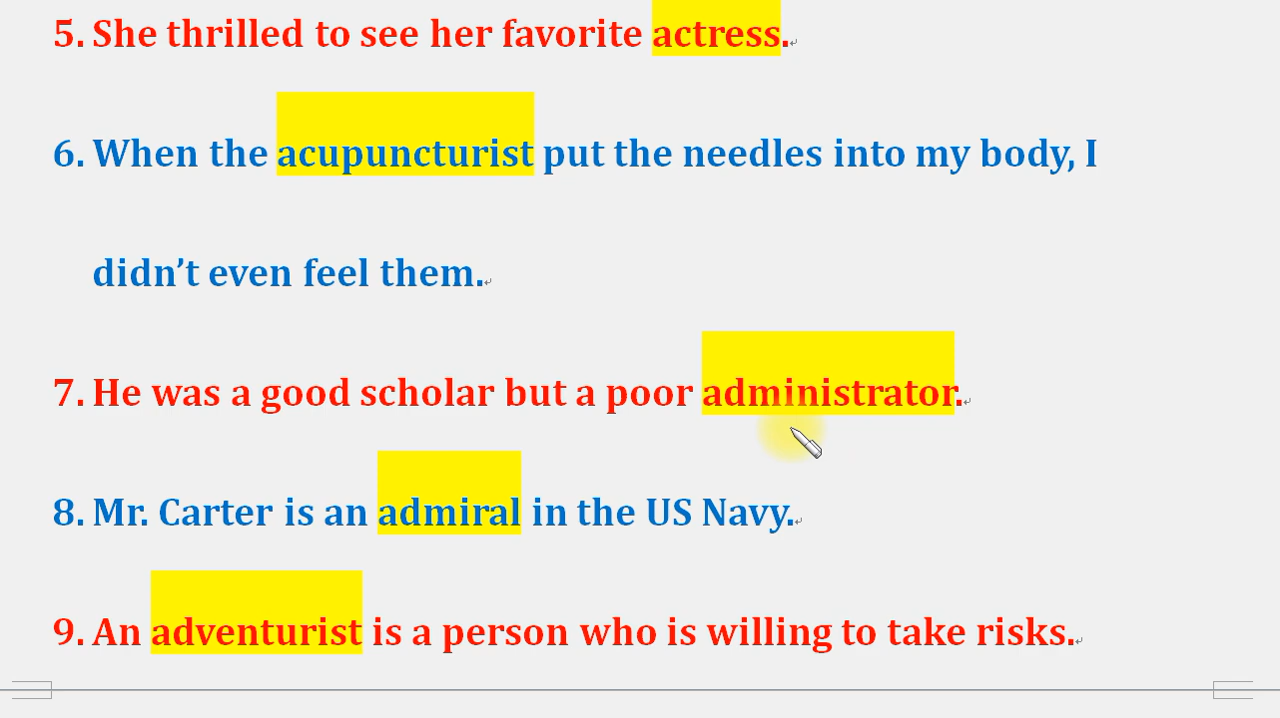 5. She thrilled to see her favorite actress.
6. When the acupuncturist put the needles into my body, I
didn’t even feel them.
7. He was a good scholar but a poor administrator.
8. Mr. Carter is an admiral in the US Navy.
9. An adventurist is a person who is willing to take risks.